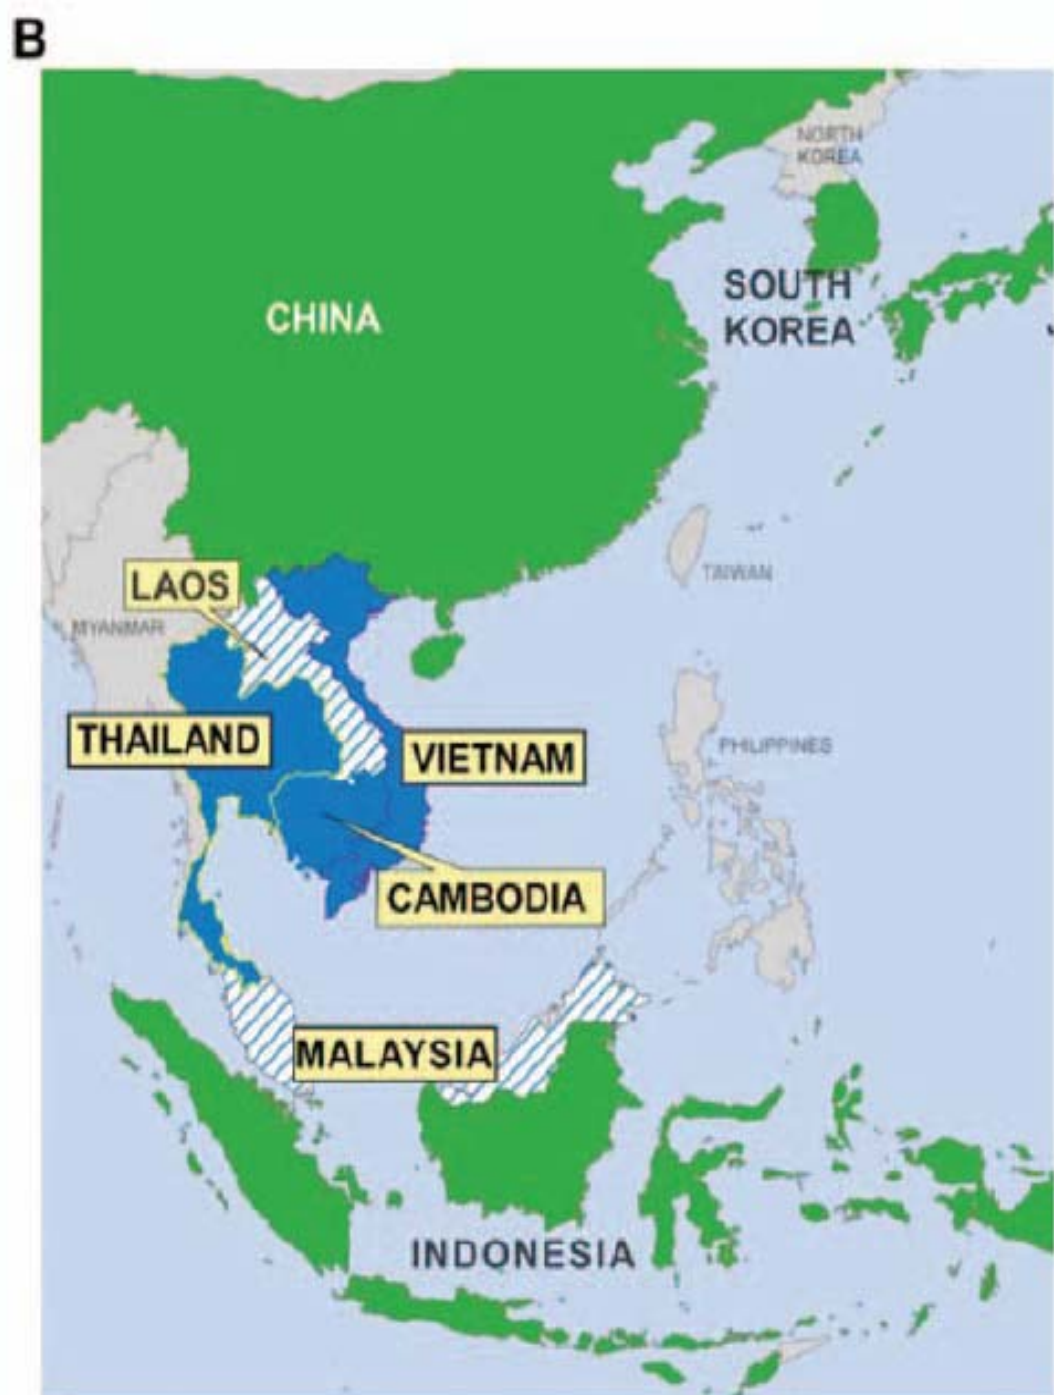 B
NORTH
KOREA
SOUTH
KOREA
CHINA
TAIWAN
LAOS
MYANMAR
THAILAND
VIETNAM
PHILIPPINES
CAMBODIA
MALAYSIA
INDONESIA